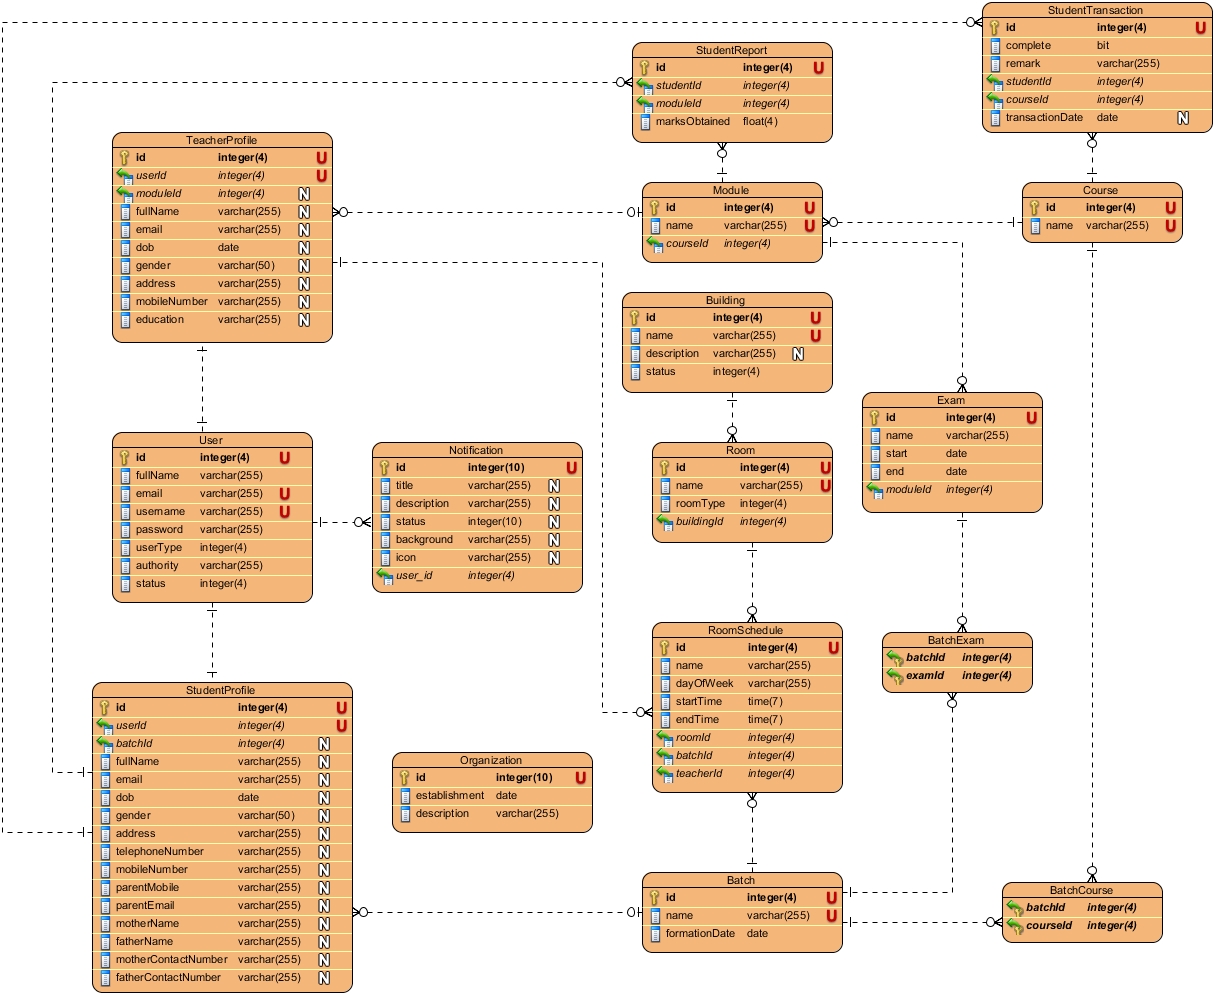 StudentTransaction
id integer(4) U
complete bit
remark varchar(255)
studentId integer(4)
courseId integer(4)
transactionDate date N
StudentReport
id integer(4) U
studentId integer(4)
moduleId integer(4)
marksObtained float(4)
TeacherProfile
id integer(4) U
userId integer(4) U
moduleId integer(4) N
fullName varchar(255) N
email varchar(255) N
dob date N
gender varchar(50) N
address varchar(255) N
mobileNumber varchar(255) N
education varchar(255) N
Module
id integer(4) U
name varchar(255) U
courseId integer(4)
Course
id integer(4) U
name varchar(255) U
Building
id integer(4) U
name varchar(255) U
description varchar(255) N
status integer(4)
Exam
id integer(4) U
name varchar(255)
start date
end date
moduleId integer(4)
User
id integer(4) U
fullName varchar(255)
email varchar(255) U
username varchar(255) U
password varchar(255)
userType integer(4)
authority varchar(255)
status integer(4)
Notification
id integer(10) U
title varchar(255) N
description varchar(255) N
status integer(10) N
background varchar(255) N
icon varchar(255) N
user_id integer(4)
Room
id integer(4) U
name varchar(255) U
roomType integer(4)
buildingId integer(4)
RoomSchedule
id integer(4) U
name varchar(255)
dayOfWeek varchar(255)
startTime time(7)
endTime time(7)
roomId integer(4)
batchId integer(4)
teacherId integer(4)
BatchExam
batchId integer(4)
examId integer(4)
StudentProfile
id integer(4) U
userId integer(4) U
batchId integer(4) N
fullName varchar(255) N
email varchar(255) N
dob date N
gender varchar(50) N
address varchar(255) N
telephoneNumber varchar(255) N
mobileNumber varchar(255) N
parentMobile varchar(255) N
parentEmail varchar(255) N
motherName varchar(255) N
fatherName varchar(255) N
motherContactNumber varchar(255) N
fatherContactNumber varchar(255) N
Organization
id integer(10) U
establishment date
description varchar(255)
Batch
id integer(4) U
name varchar(255) U
formationDate date
BatchCourse
batchId integer(4)
courseId integer(4)